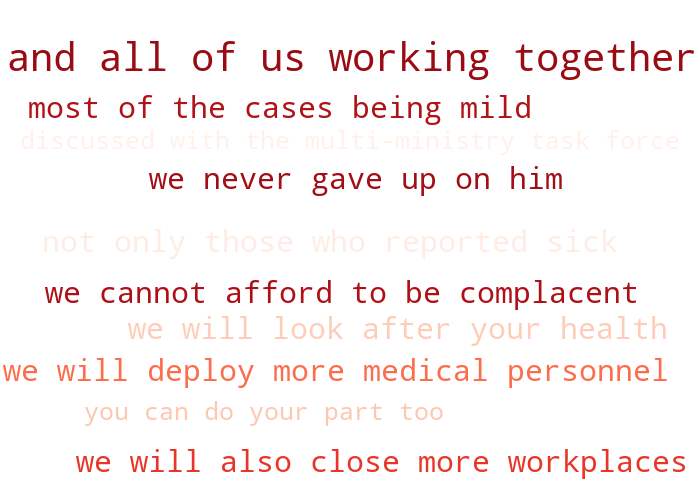 and all of us working together
most of the cases being mild
discussed with the multi-ministry task force
we never gave up on him
not only those who reported sick
we cannot afford to be complacent
we will look after your health
we will deploy more medical personnel
you can do your part too
we will also close more workplaces